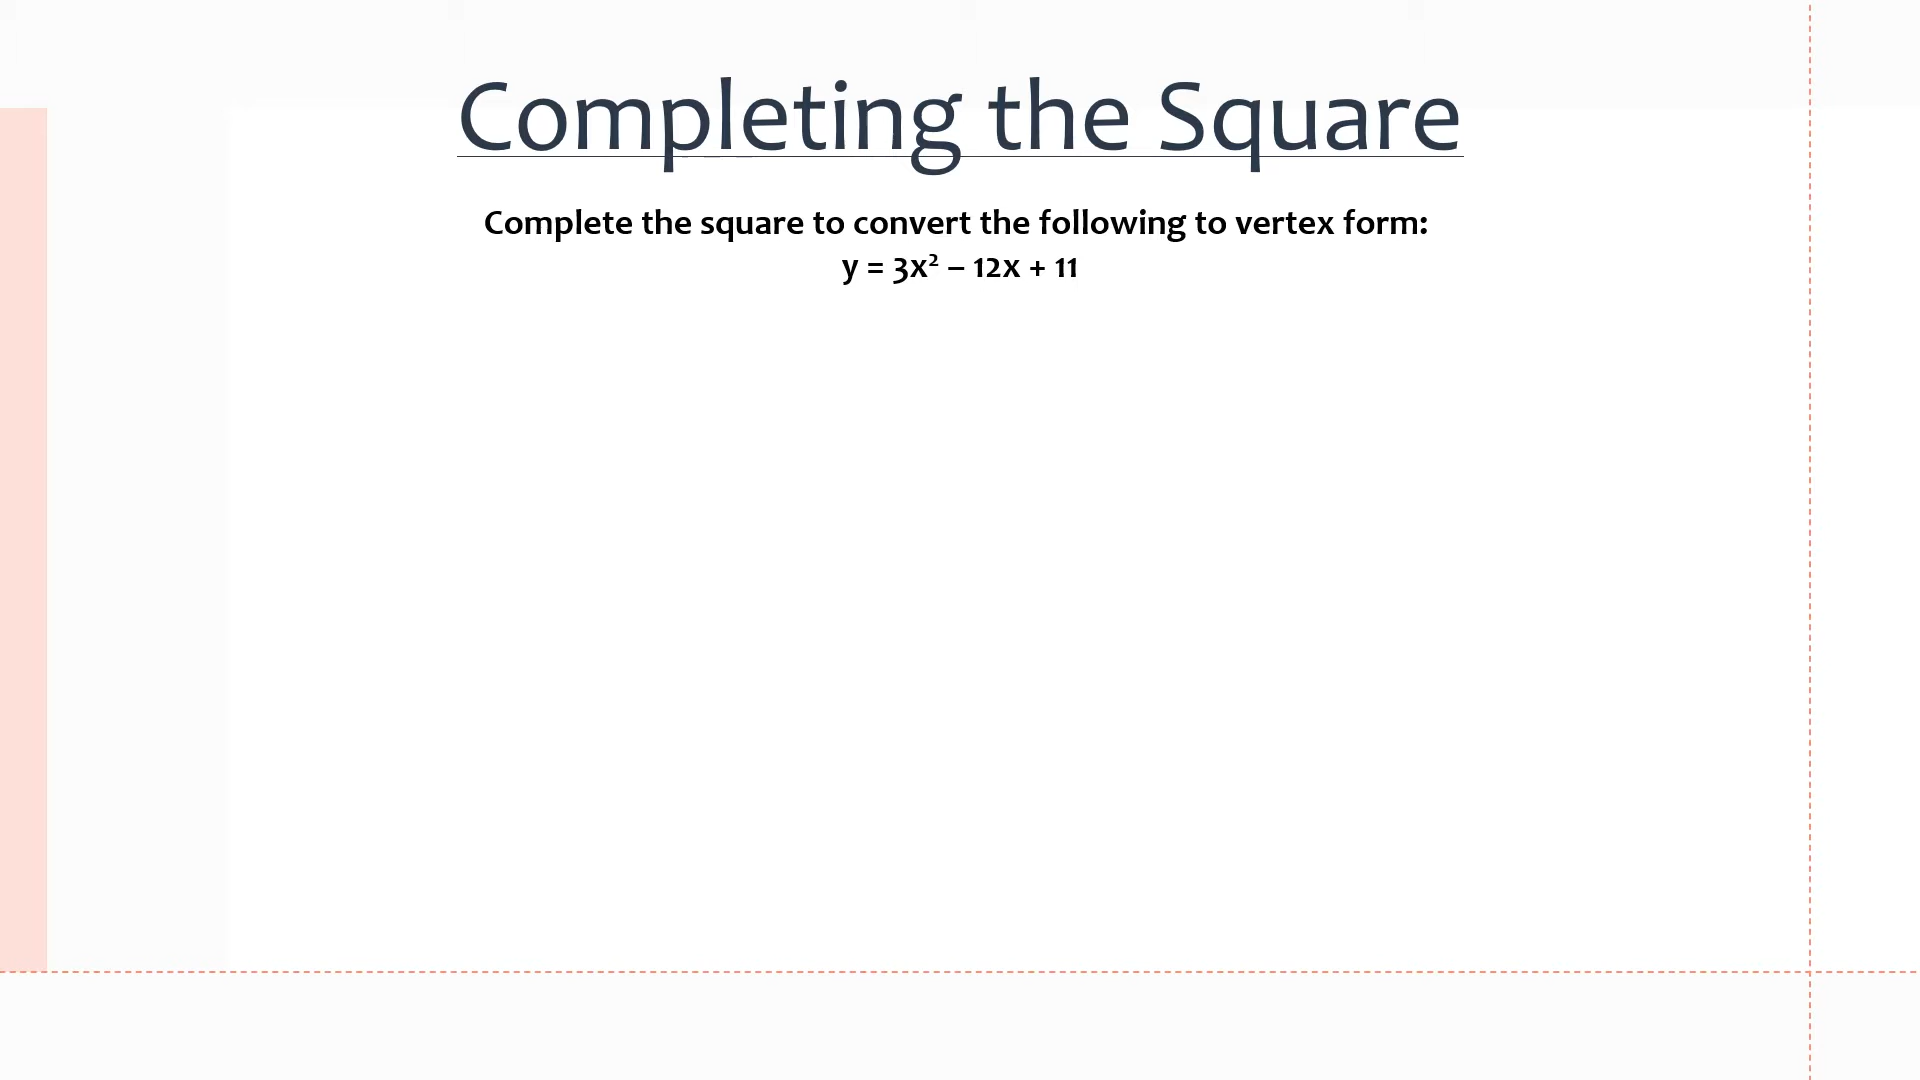 Completing the Square
Complete the square to convert the following to vertex form:
y = 3x² – 12x + 11